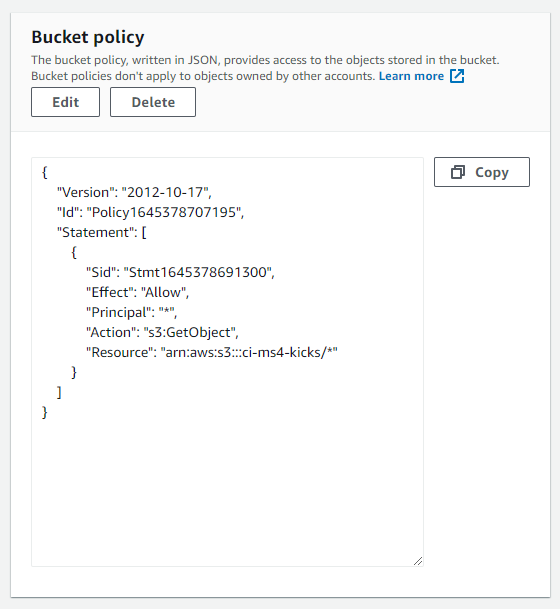 Bucket policy
The bucket policy, written in JSON, provides access to the objects stored in the bucket.
Bucket policies don't apply to objects owned by other accounts. Learn more
Edit Delete
Copy
{
    "Version": "2012-10-17",
    "Id": "Policy1645378707195",
    "Statement": [
        {
            "Sid": "Stmt1645378691300",
            "Effect": "Allow",
            "Principal": "*",
            "Action": "s3:GetObject",
            "Resource": "arn:aws:s3:::ci-ms4-kicks/*"
        }
    ]
}